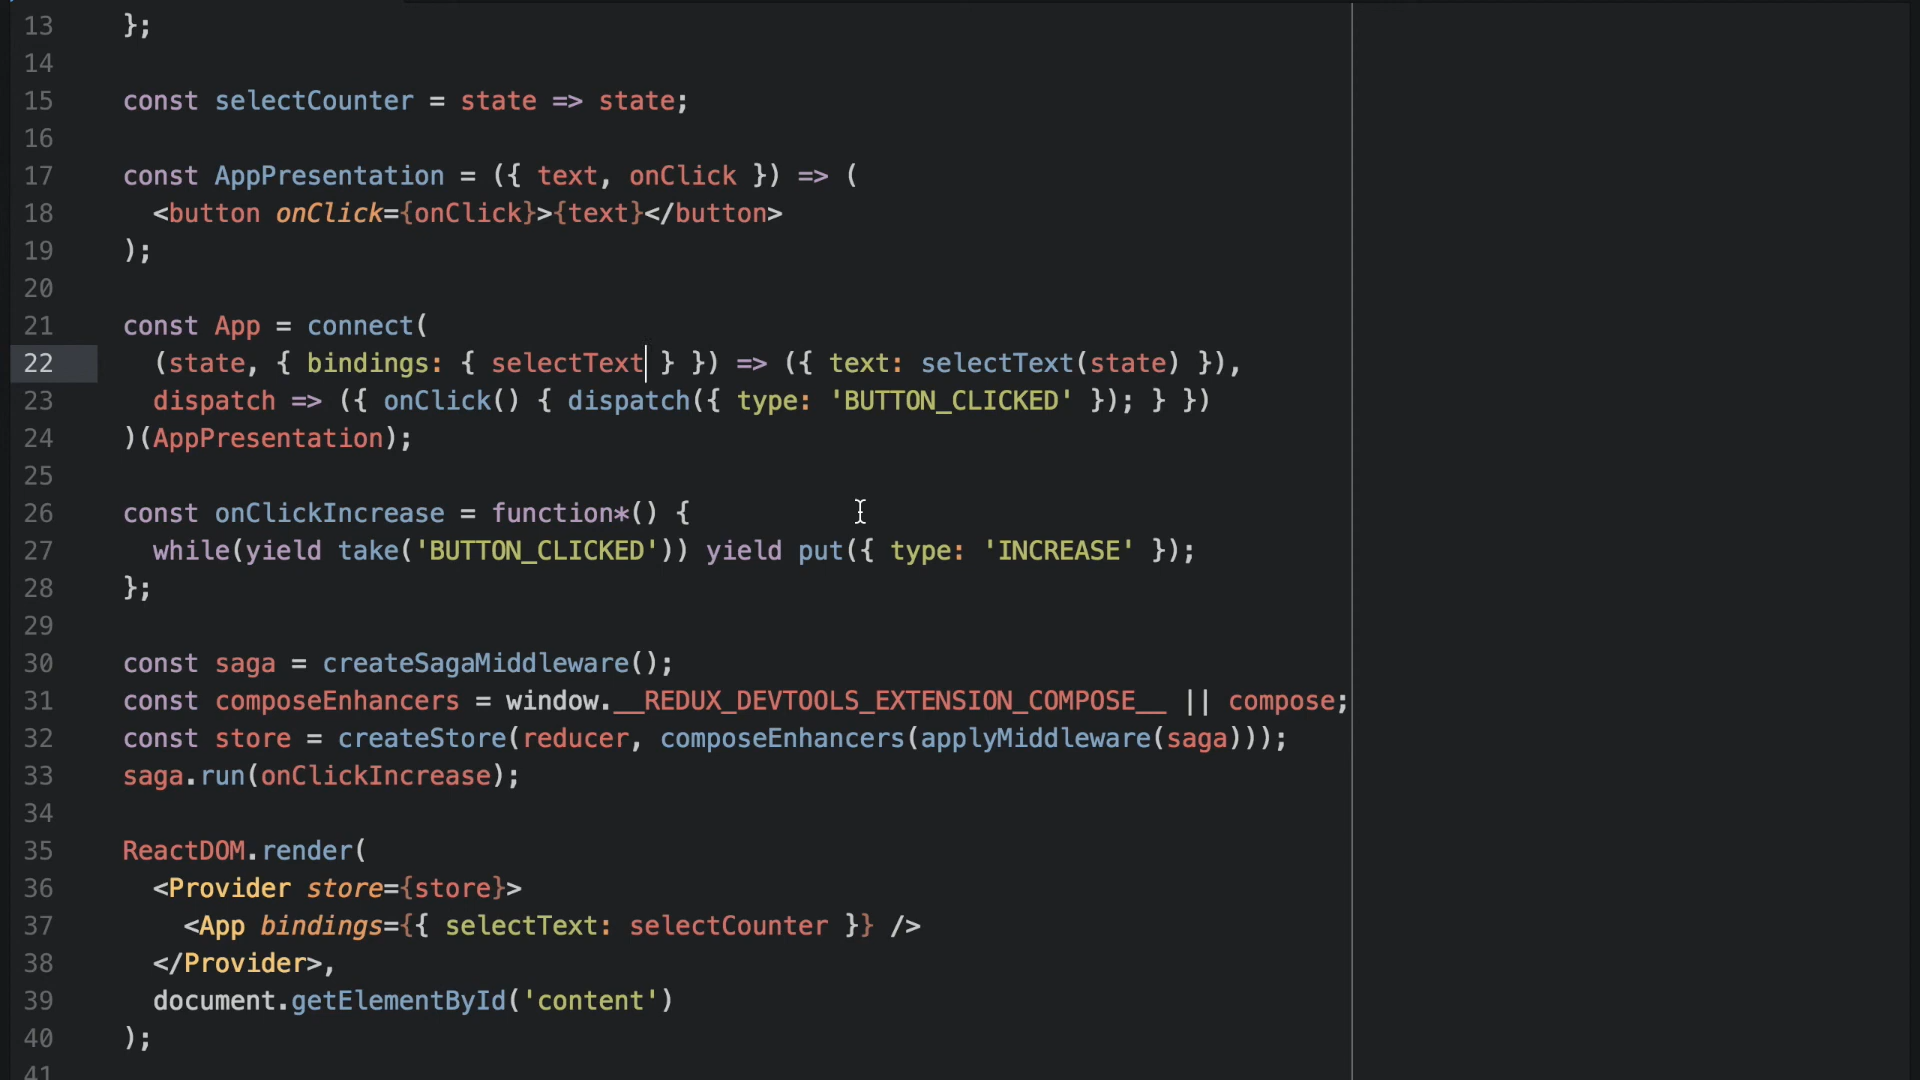 13 };
14
15 const selectCounter = state => state;
16
17 const AppPresentation = ({ text, onClick }) => (
18 <button onClick={onClick}>{text}</button>
19 );
20
21 const App = connect(
22 (state, { bindings: { selectText } }) => ({ text: selectText(state) }),
23 dispatch => ({ onClick() { dispatch({ type: 'BUTTON_CLICKED' }); } })
24 )(AppPresentation);
25
26 const onClickIncrease = function*() {
27 while(yield take('BUTTON_CLICKED')) yield put({ type: 'INCREASE' });
28 };
29
30 const saga = createSagaMiddleware();
31 const composeEnhancers = window.__REDUX_DEVTOOLS_EXTENSION_COMPOSE__ || compose;
32 const store = createStore(reducer, composeEnhancers(applyMiddleware(saga)));
33 saga.run(onClickIncrease);
34
35 ReactDOM.render(
36 <Provider store={store}>
37 <App bindings={{ selectText: selectCounter }} />
38 </Provider>,
39 document.getElementById('content')
40 );
41